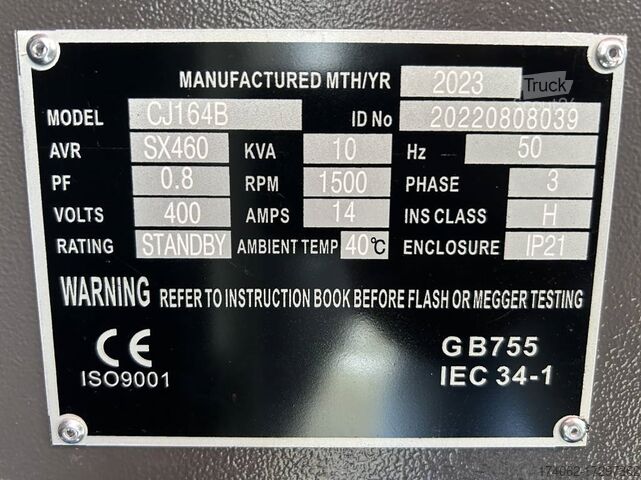 MANUFACTURED MTH/YR 2023
Truck
MODEL CJ164B ID No 20220808039
AVR SX460 KVA 10 Hz 50
PF 0.8 RPM 1500 PHASE 3
VOLTS 400 AMPS 14 INS CLASS H
RATING STANDBY AMBIENT TEMP 40℃ ENCLOSURE IP21
WARNING REFER TO INSTRUCTION BOOK BEFORE FLASH OR MEGGER TESTING
CE GB755
ISO9001 IEC 34-1